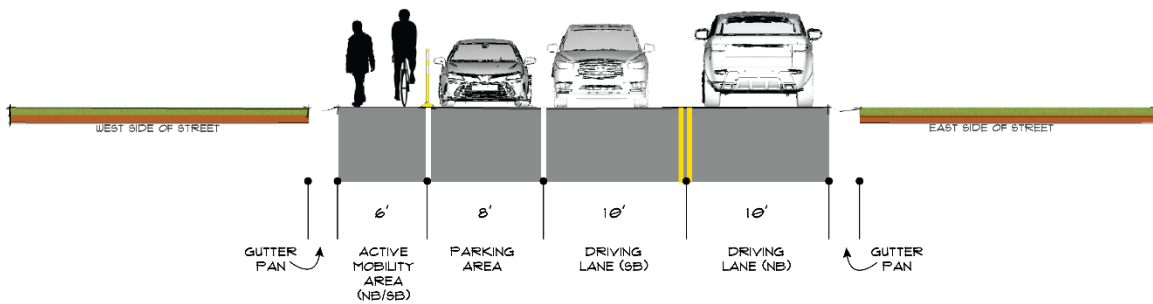 WEST SIDE OF STREET
EAST SIDE OF STREET
6'
8'
10'
10'
GUTTER
PAN
ACTIVE
MOBILITY
AREA
(NB/SB)
PARKING
AREA
DRIVING
LANE (SB)
DRIVING
LANE (NB)
GUTTER
PAN